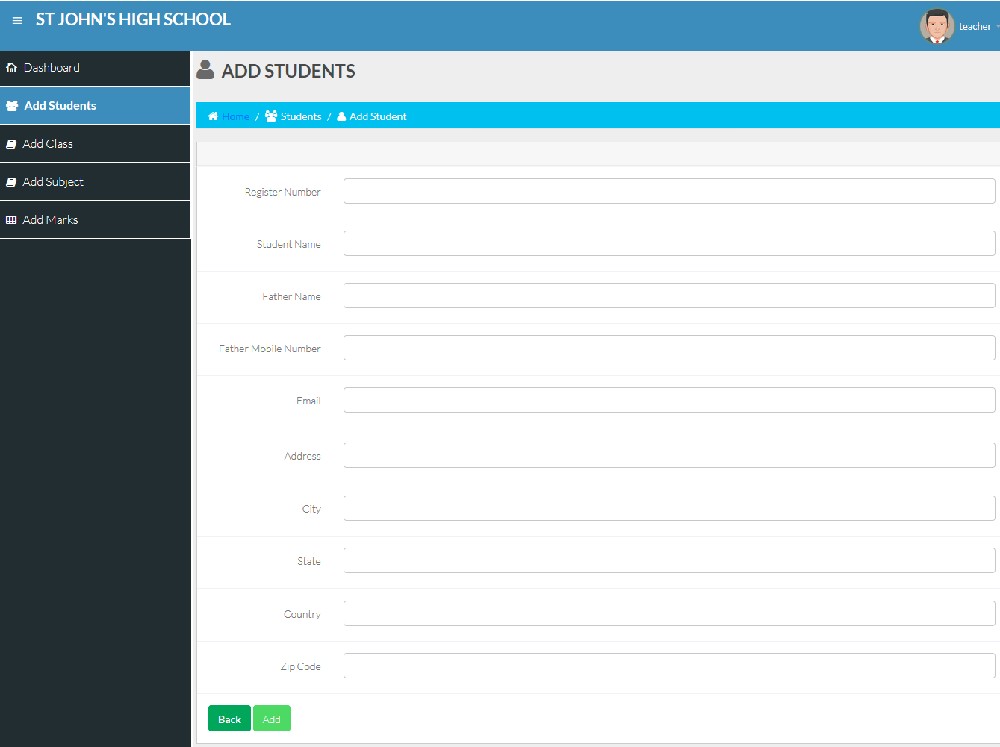 ST JOHN'S HIGH SCHOOL
teacher
Dashboard
Add Students
Add Class
Add Subject
Add Marks
ADD STUDENTS
Home / Students / Add Student
Register Number
Student Name
Father Name
Father Mobile Number
Email
Address
City
State
Country
Zip Code
Back Add